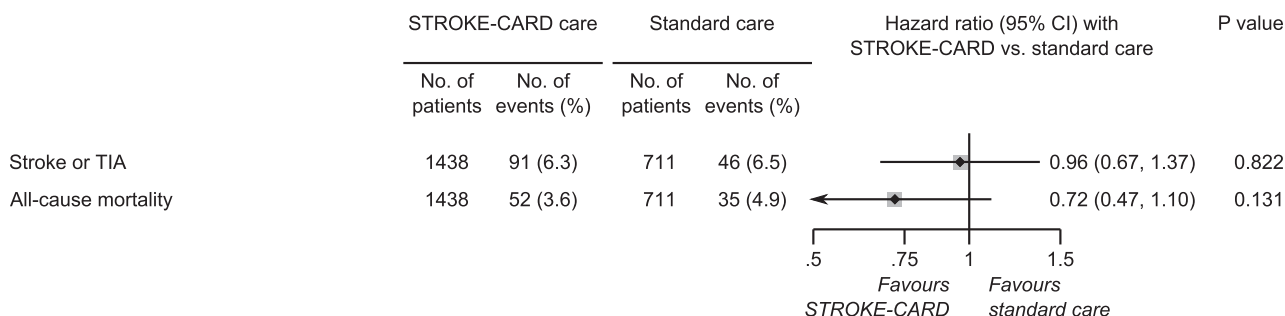 STROKE-CARD care Standard care Hazard ratio (95% CI) with P value
STROKE-CARD vs. standard care
No. of No. of No. of No. of
patients events (%) patients events (%)
Stroke or TIA 1438 91 (6.3) 711 46 (6.5) 0.96 (0.67, 1.37) 0.822
All-cause mortality 1438 52 (3.6) 711 35 (4.9) 0.72 (0.47, 1.10) 0.131
.5 .75 1 1.5
Favours Favours
STROKE-CARD standard care